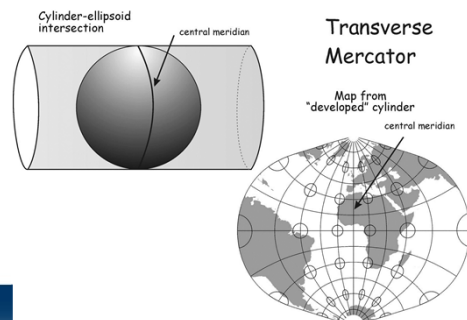 Cylinder-ellipsoid
intersection
central meridian
Transverse
Mercator
Map from
"developed" cylinder
central meridian